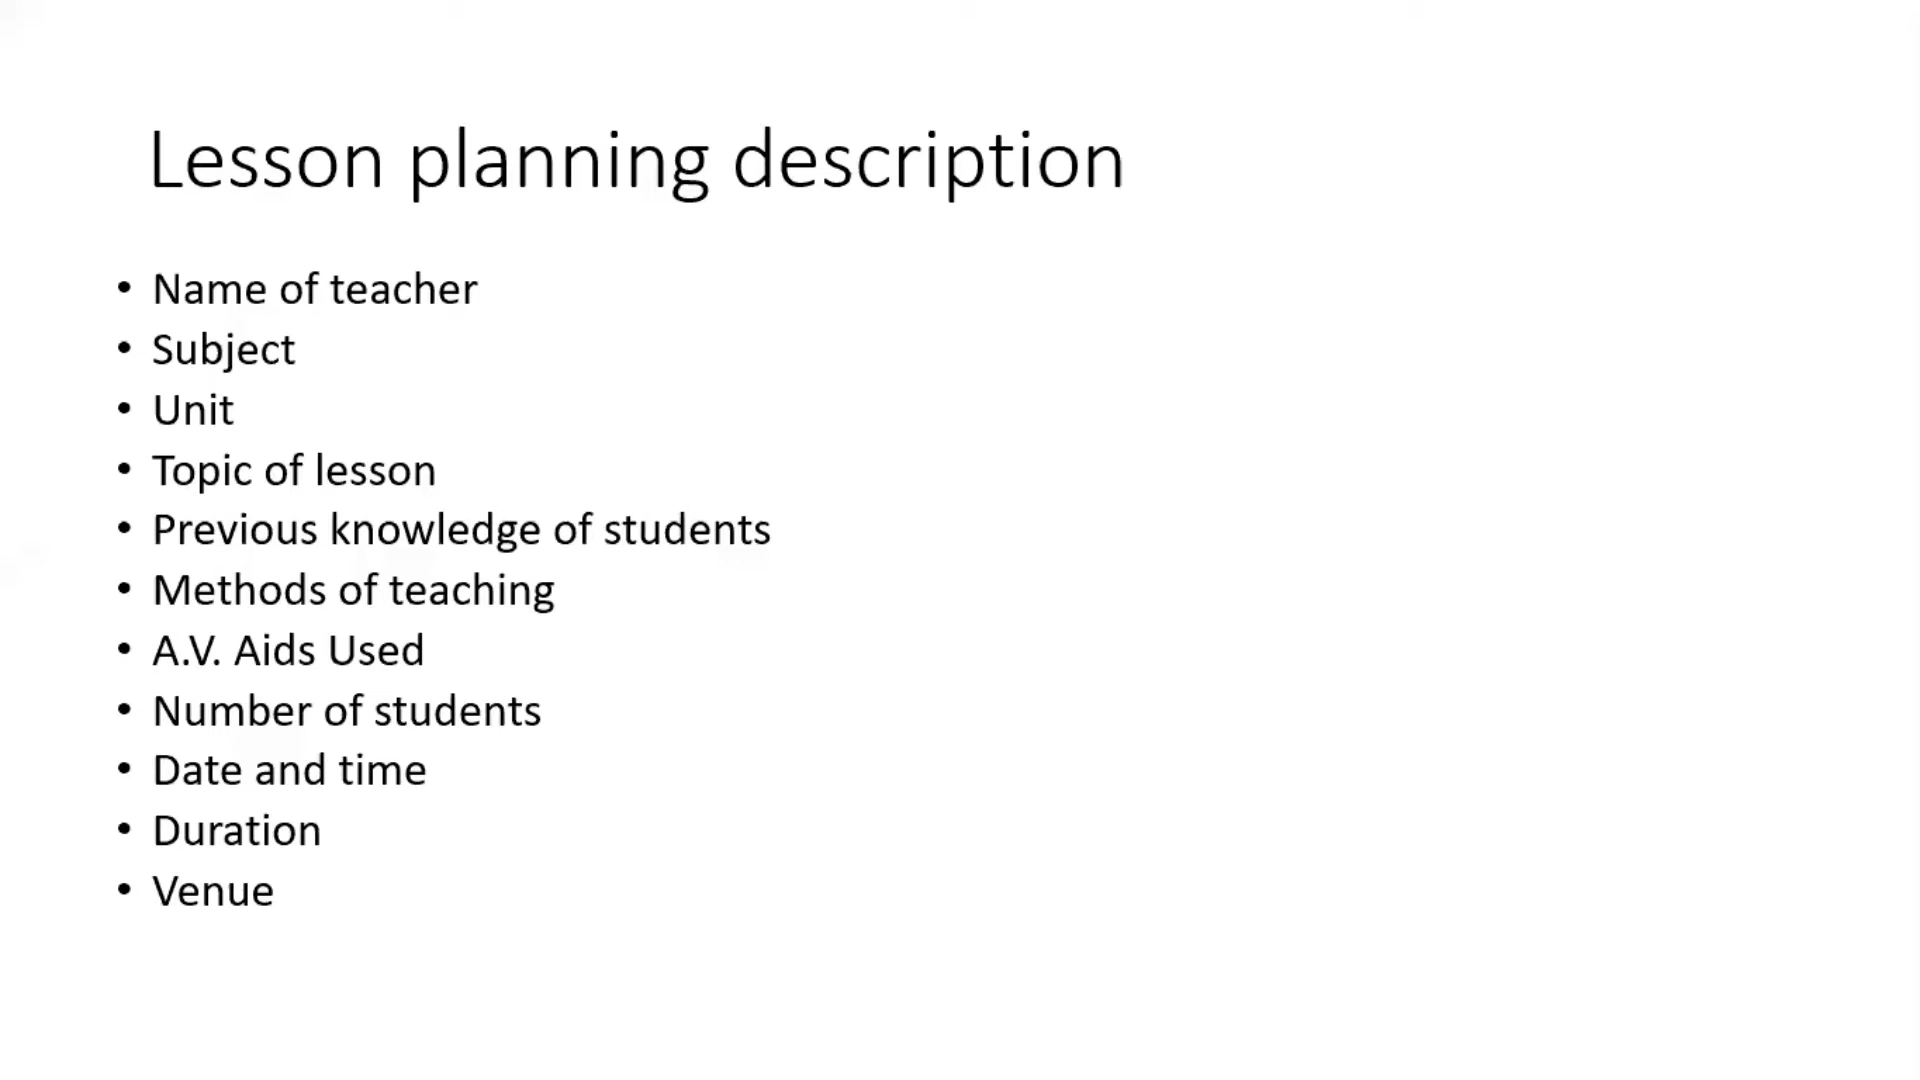 Lesson planning description
• Name of teacher
• Subject
• Unit
• Topic of lesson
• Previous knowledge of students
• Methods of teaching
• A.V. Aids Used
• Number of students
• Date and time
• Duration
• Venue